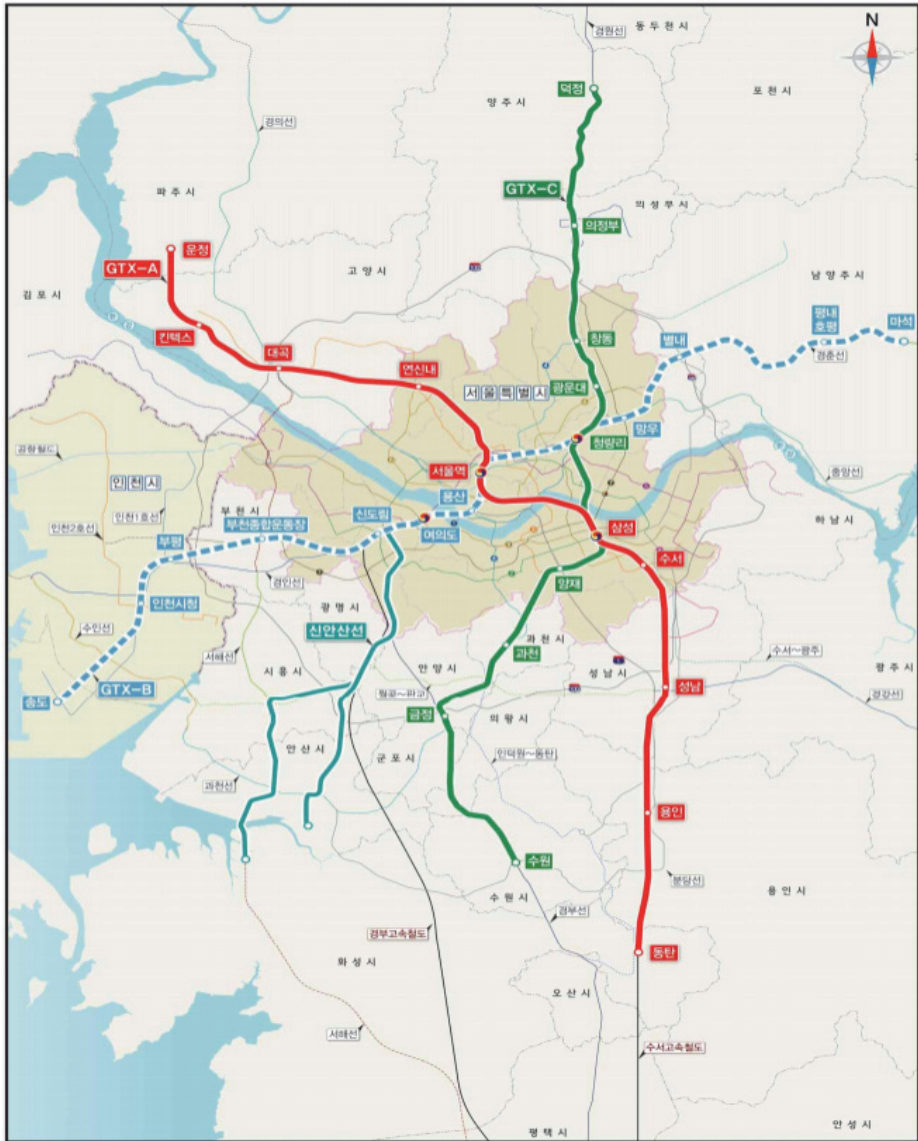 N
동두천시
경원선
덕정
양주시
포천시
경의선
파주시
GTX-C
의정부
운정
GTX-A
고양시
남양주시
김포시
킨텍스
대곡
창동
별내
평내
호평
마석
경춘선
연신내
서울특별시
광운대
망우
청량리
공항철도
서울역
중앙선
인천시
용산
부천시
신도림
인천1호선
인천2호선
부천종합운동장
여의도
삼성
하남시
부평
수서
경인선
양재
인천시청
광명시
수인선
신안산선
과천시
서해선
과천
안양시
수서~광주
시흥시
성남시
광주시
GTX-B
월곶~판교
성남
경강선
송도
금정
의왕시
안산시
군포시
인덕원~동탄
과천선
용인
수원
분당선
수원시
용인시
경부선
경부고속철도
동탄
화성시
오산시
서해선
수서고속철도
평택시
안성시